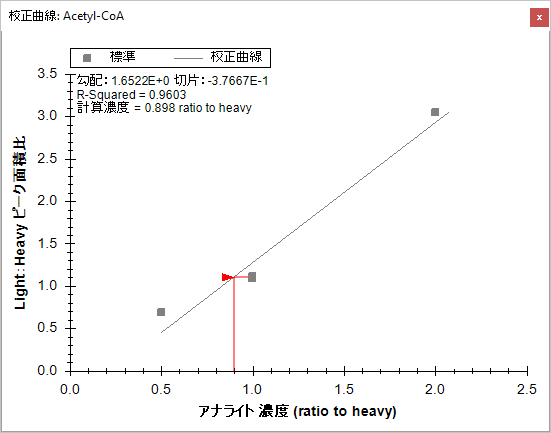 校正曲線: Acetyl-CoA
標準 校正曲線
勾配: 1.6522E+0 切片: -3.7667E-1
R-Squared = 0.9603
計算濃度 = 0.898 ratio to heavy
Light: Heavy ピーク面積比
3.5
3.0
2.5
2.0
1.5
1.0
0.5
0.0
0.0 0.5 1.0 1.5 2.0 2.5
アナライト 濃度 (ratio to heavy)